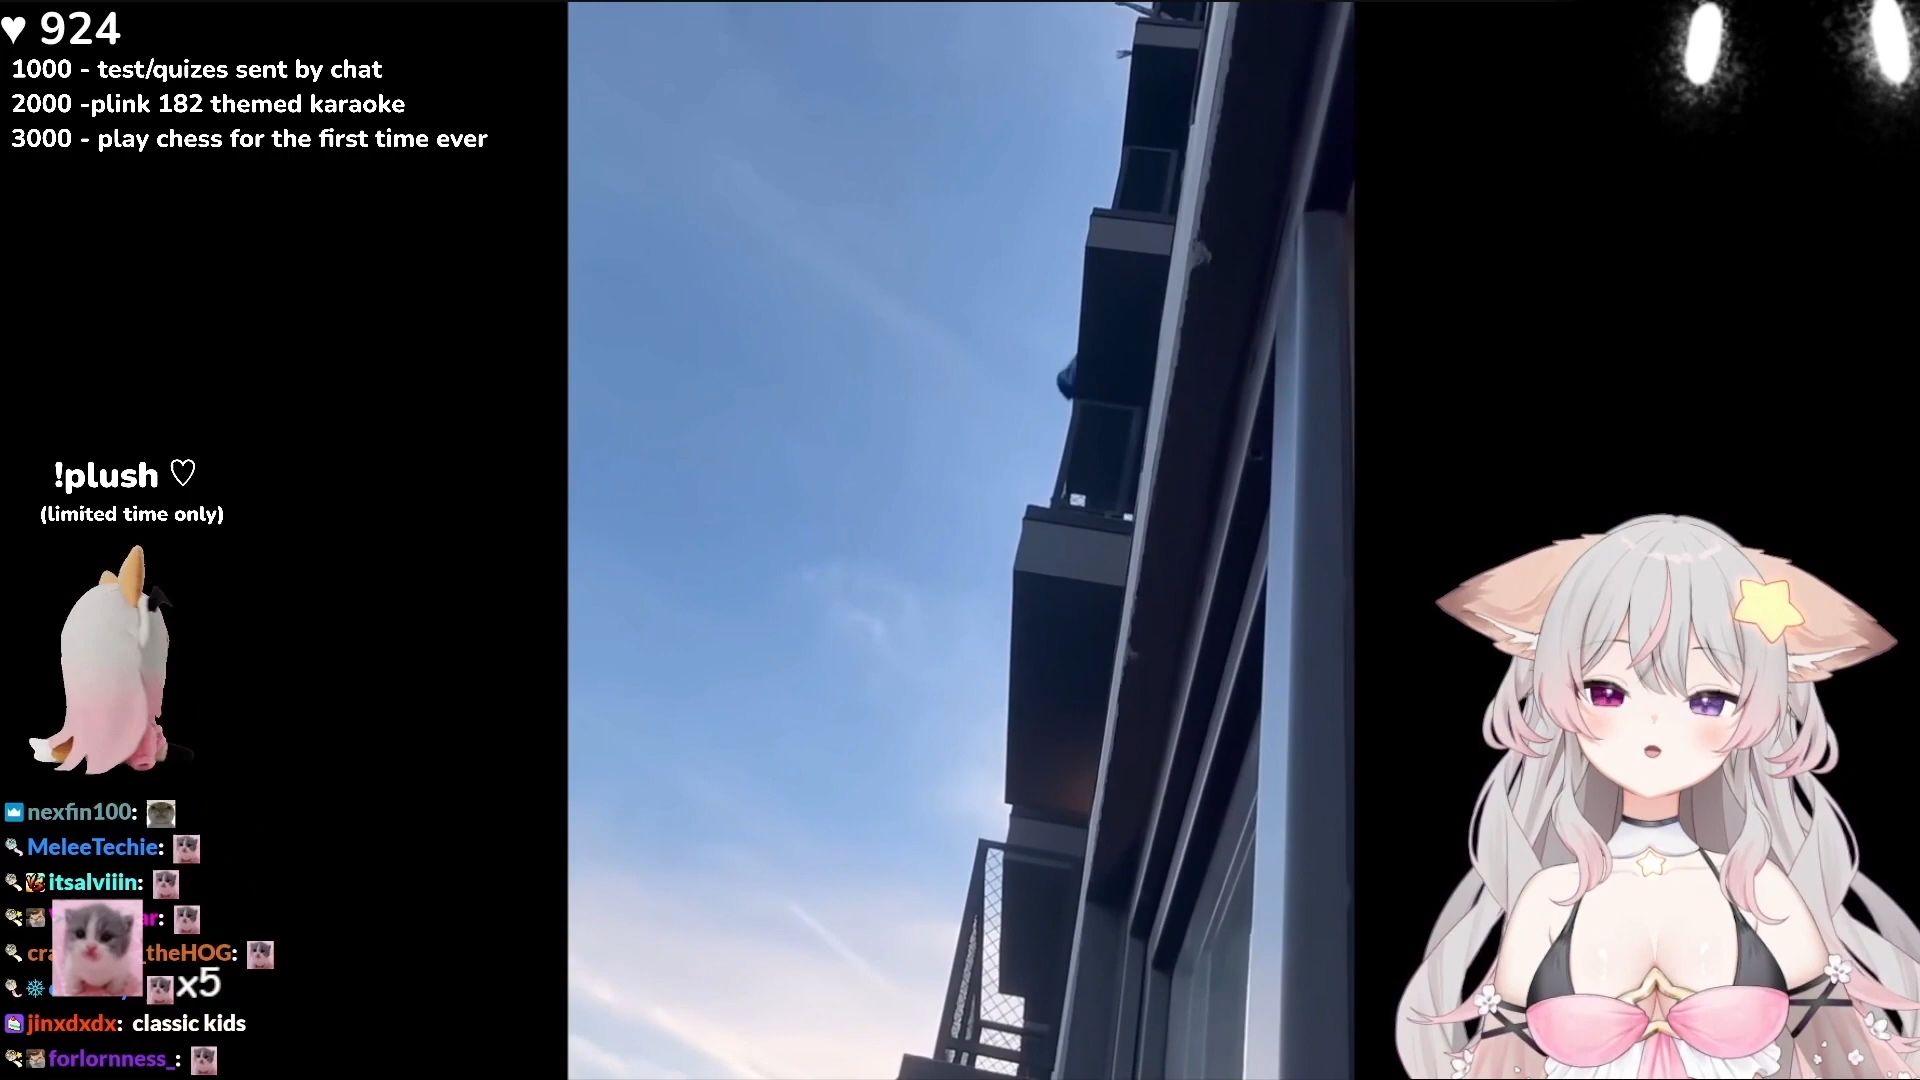 ♥ 924
1000 - test/quizes sent by chat
2000 -plink 182 themed karaoke
3000 - play chess for the first time ever
!plush ♡
(limited time only)
nexfin100:
MeleeTechie:
itsalviiin:
_theHOG:
x5
jinxdxdx: classic kids
forlornness_: